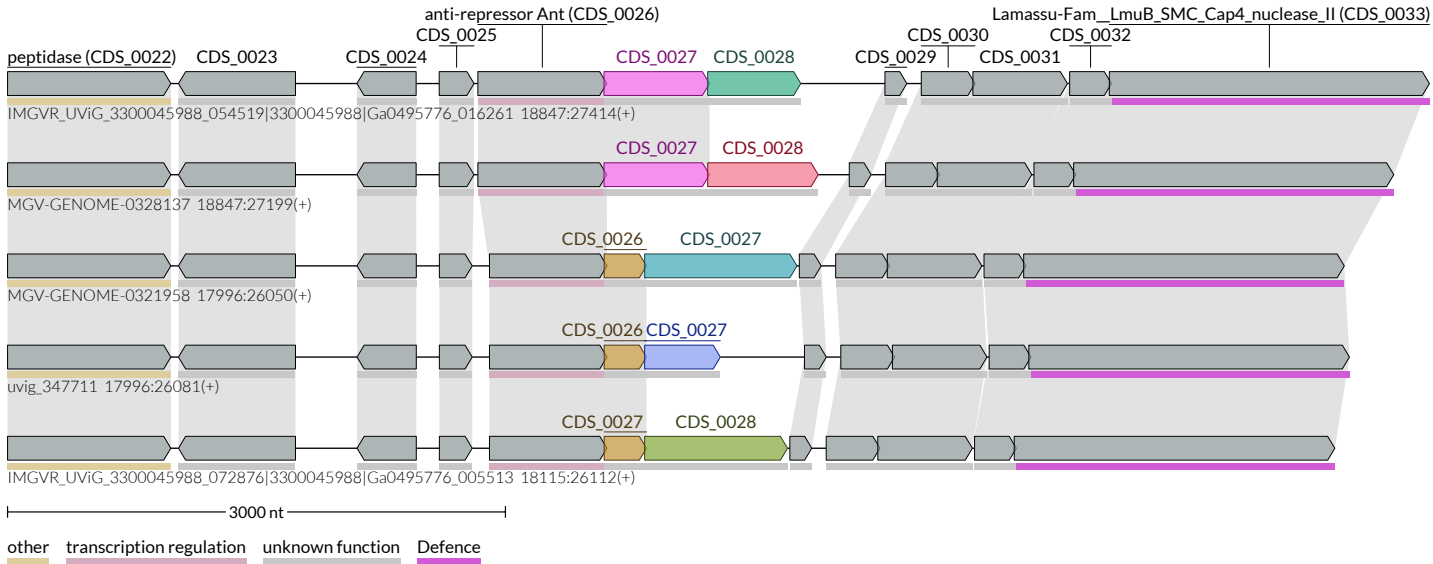 anti-repressor Ant (CDS_0026) Lamassu-Fam__LmuB_SMC_Cap4_nuclease_II (CDS_0033)
CDS_0025 CDS_0030 CDS_0032
peptidase (CDS_0022) CDS_0023 CDS_0024 CDS_0027 CDS_0028 CDS_0029 CDS_0031
IMGVR_UViG_3300045988_054519|3300045988|Ga0495776_016261 18847:27414(+)
CDS_0027 CDS_0028
MGV-GENOME-0328137 18847:27199(+)
CDS_0026 CDS_0027
MGV-GENOME-0321958 17996:26050(+)
CDS_0026 CDS_0027
uvig_347711 17996:26081(+)
CDS_0027 CDS_0028
IMGVR_UViG_3300045988_072876|3300045988|Ga0495776_005513 18115:26112(+)
3000 nt
other transcription regulation unknown function Defence